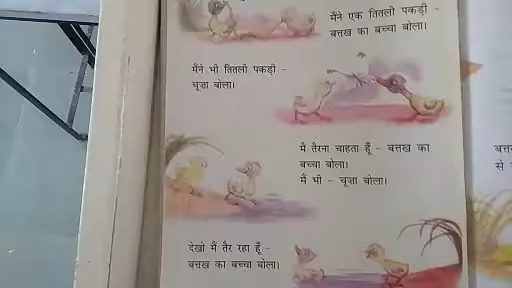 मैंने एक तितली पकड़ी -
बत्तख का बच्चा बोला।
मैंने भी तितली पकड़ी -
चूज़ा बोला।
मैं तैरना चाहता हूँ - बत्तख का
बच्चा बोला।
मैं भी - चूज़ा बोला।
देखो मैं तैर रहा हूँ -
बत्तख का बच्चा बोला।
से